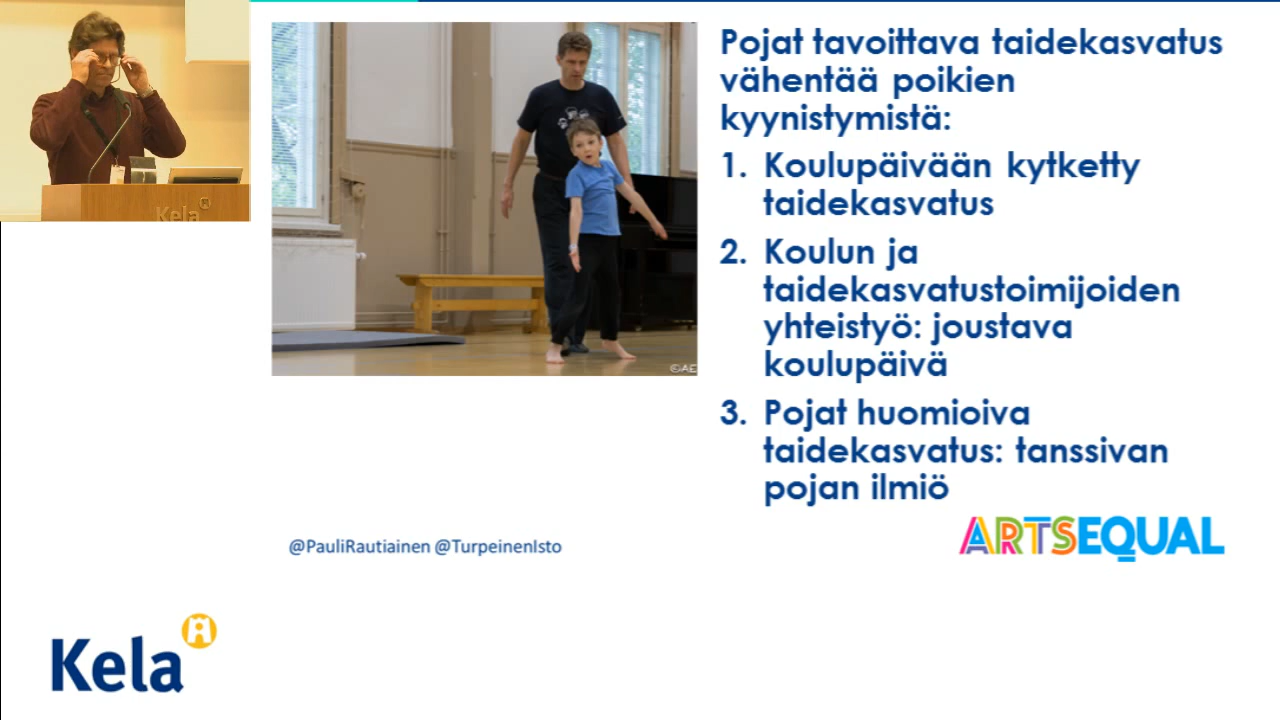 Pojat tavoittava taidekasvatus
vähentää poikien
kyynistymistä:
1. Koulupäivään kytketty
taidekasvatus
2. Koulun ja
taidekasvatustoimijoiden
yhteistyö: joustava
koulupäivä
3. Pojat huomioiva
taidekasvatus: tanssivan
pojan ilmiö
©AE
@PauliRautiainen @TurpeinenIsto
ARTSEQUAL
Kela
Kela